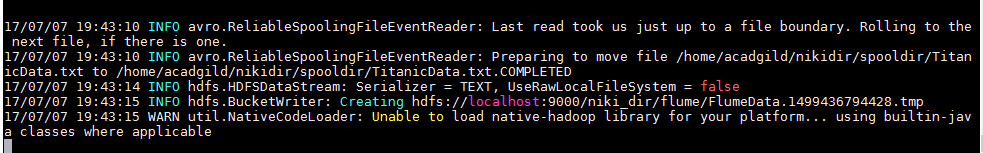 17/07/07 19:43:10 INFO avro.ReliableSpoolingFileEventReader: Last read took us just up to a file boundary. Rolling to the
 next file, if there is one.
17/07/07 19:43:10 INFO avro.ReliableSpoolingFileEventReader: Preparing to move file /home/acadgild/nikidir/spooldir/Titan
icData.txt to /home/acadgild/nikidir/spooldir/TitanicData.txt.COMPLETED
17/07/07 19:43:14 INFO hdfs.HDFSDataStream: Serializer = TEXT, UseRawLocalFileSystem = false
17/07/07 19:43:15 INFO hdfs.BucketWriter: Creating hdfs://localhost:9000/niki_dir/flume/FlumeData.1499436794428.tmp
17/07/07 19:43:15 WARN util.NativeCodeLoader: Unable to load native-hadoop library for your platform... using builtin-jav
a classes where applicable